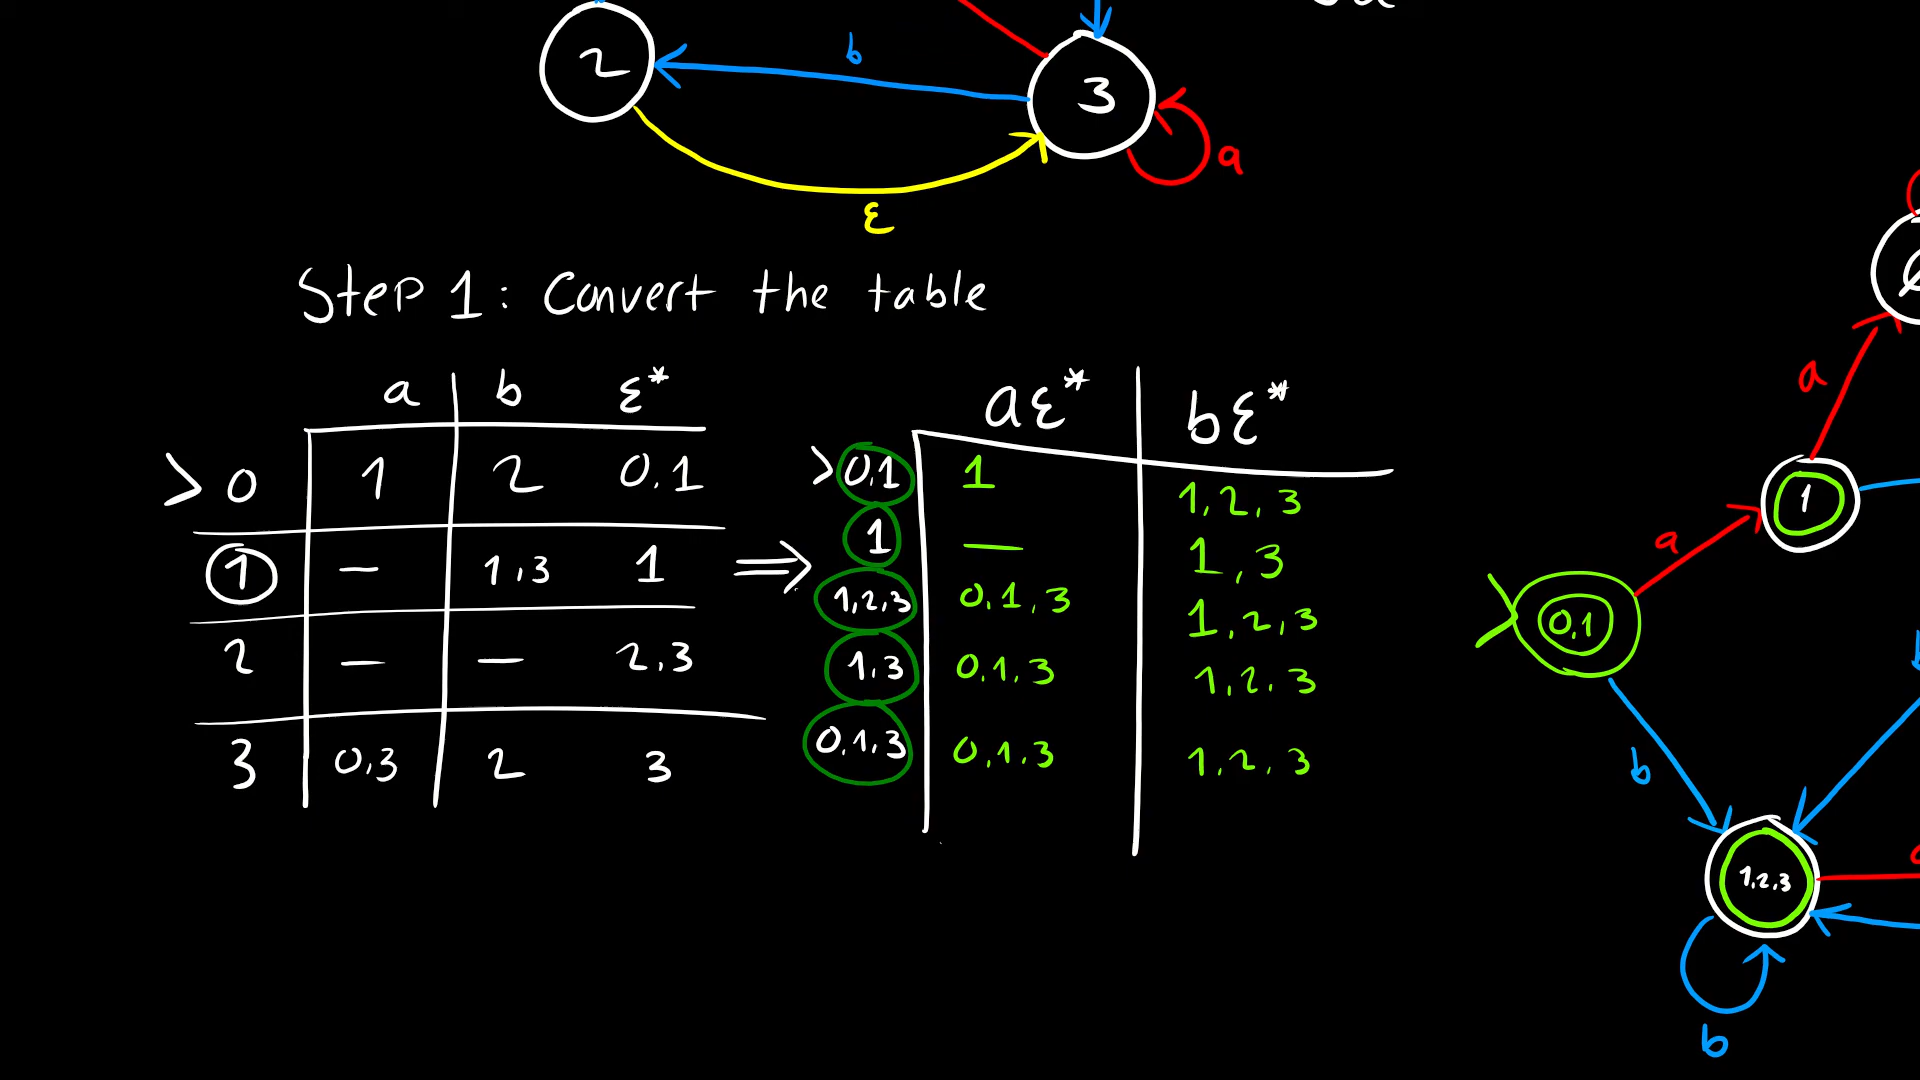 2
b
3
a
ε
Step 1: Convert the table
a b ε*
> 0 1 2 0,1
1 — 1,3 1
2 — — 2,3
3 0,3 2 3
⇒
aε* bε*
> 0,1 1 1,2,3
1 — 1,3
1,2,3 0,1,3 1,2,3
1,3 0,1,3 1,2,3
0,1,3 0,1,3 1,2,3
a
1
a
0,1
b
1,2,3
b